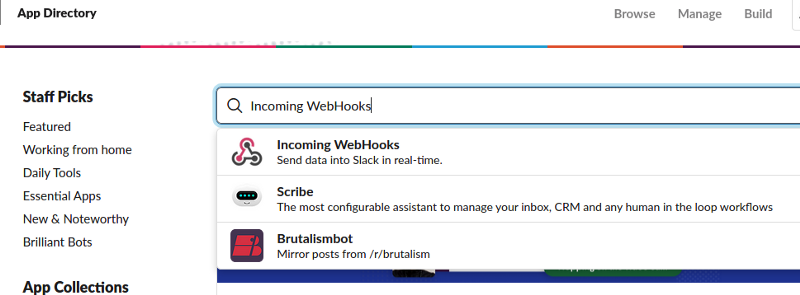 App Directory
Browse
Manage
Build
Staff Picks
Featured
Working from home
Daily Tools
Essential Apps
New & Noteworthy
Brilliant Bots
App Collections
Incoming WebHooks
Incoming WebHooks
Send data into Slack in real-time.
Scribe
The most configurable assistant to manage your inbox, CRM and any human in the loop workflows
Brutalismbot
Mirror posts from /r/brutalism